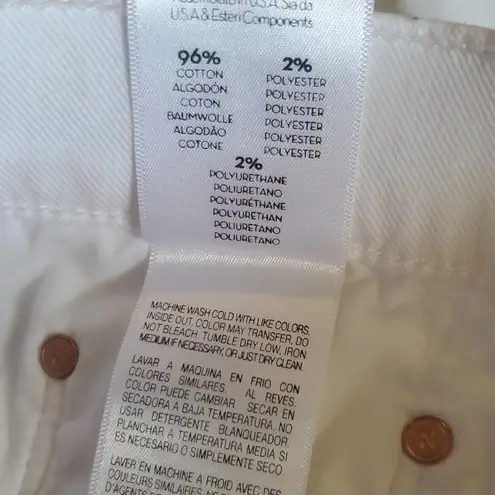 U.S.A & Esteri Components
96%
COTTON
ALGODÓN
COTON
BAUMWOLLE
ALGODÃO
COTONE
2%
POLYESTER
POLYESTER
POLYESTER
POLYESTER
POLYESTER
POLYESTER
2%
POLYURETHANE
POLIURETANO
POLYURÉTHANE
POLYURETHAN
POLIURETANO
POLIURETANO
MACHINE WASH COLD WITH LIKE COLORS,
INSIDE OUT. COLOR MAY TRANSFER. DO
NOT BLEACH. TUMBLE DRY LOW. IRON
MEDIUM IF NECESSARY, OR JUST DRY CLEAN.
LAVAR A MAQUINA EN FRIO CON
COLORES SIMILARES. AL REVES.
COLOR PUEDE CAMBIAR. SECAR EN
SECADORA A BAJA TEMPERATURA. NO
USAR DETERGENTE BLANQUEADOR.
PLANCHAR A TEMPERATURA MEDIA SI
ES NECESARIO O SIMPLEMENTE SECO
LAVER EN MACHINE A FROID AVEC DES
COULEURS SIMILAIRES.
D'AGENTS
N
N